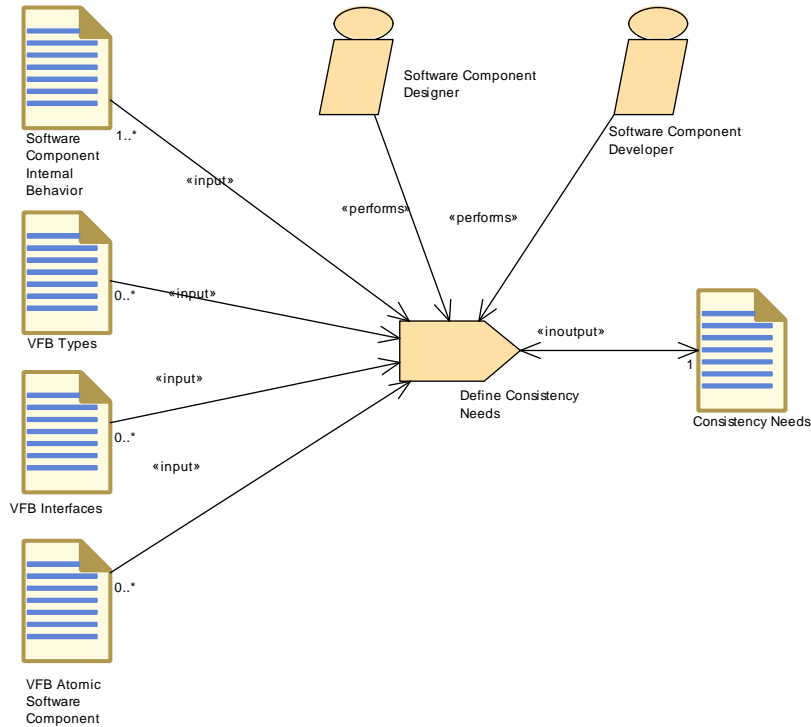 Software Component
Designer
Software Component
Developer
1..*
Software
Component
Internal
Behavior
«input»
«performs»
«performs»
0..*
«input»
VFB Types
«inoutput»
1
«input»
Define Consistency
Needs
Consistency Needs
0..*
«input»
VFB Interfaces
0..*
VFB Atomic
Software
Component